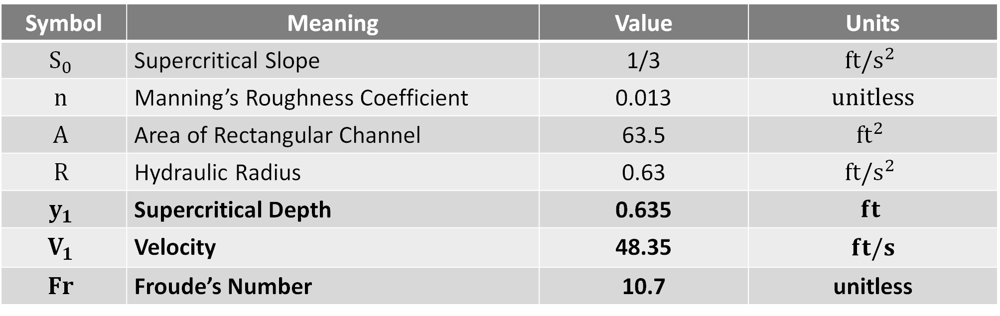 Symbol Meaning Value Units
S₀ Supercritical Slope 1/3 ft/s²
n Manning’s Roughness Coefficient 0.013 unitless
A Area of Rectangular Channel 63.5 ft²
R Hydraulic Radius 0.63 ft/s²
y₁ Supercritical Depth 0.635 ft
V₁ Velocity 48.35 ft/s
Fr Froude’s Number 10.7 unitless